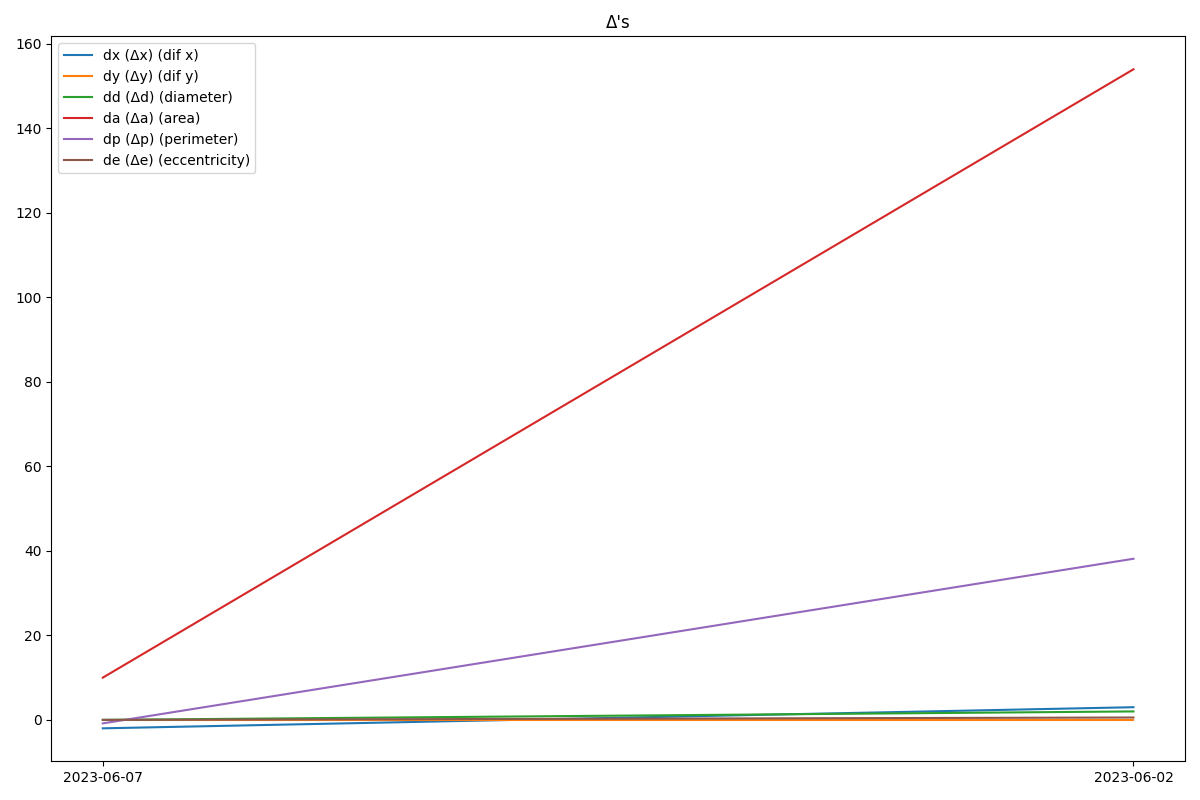 Δ's
160
140
120
100
80
60
40
20
0
dx (Δx) (dif x)
dy (Δy) (dif y)
dd (Δd) (diameter)
da (Δa) (area)
dp (Δp) (perimeter)
de (Δe) (eccentricity)
2023-06-07
2023-06-02